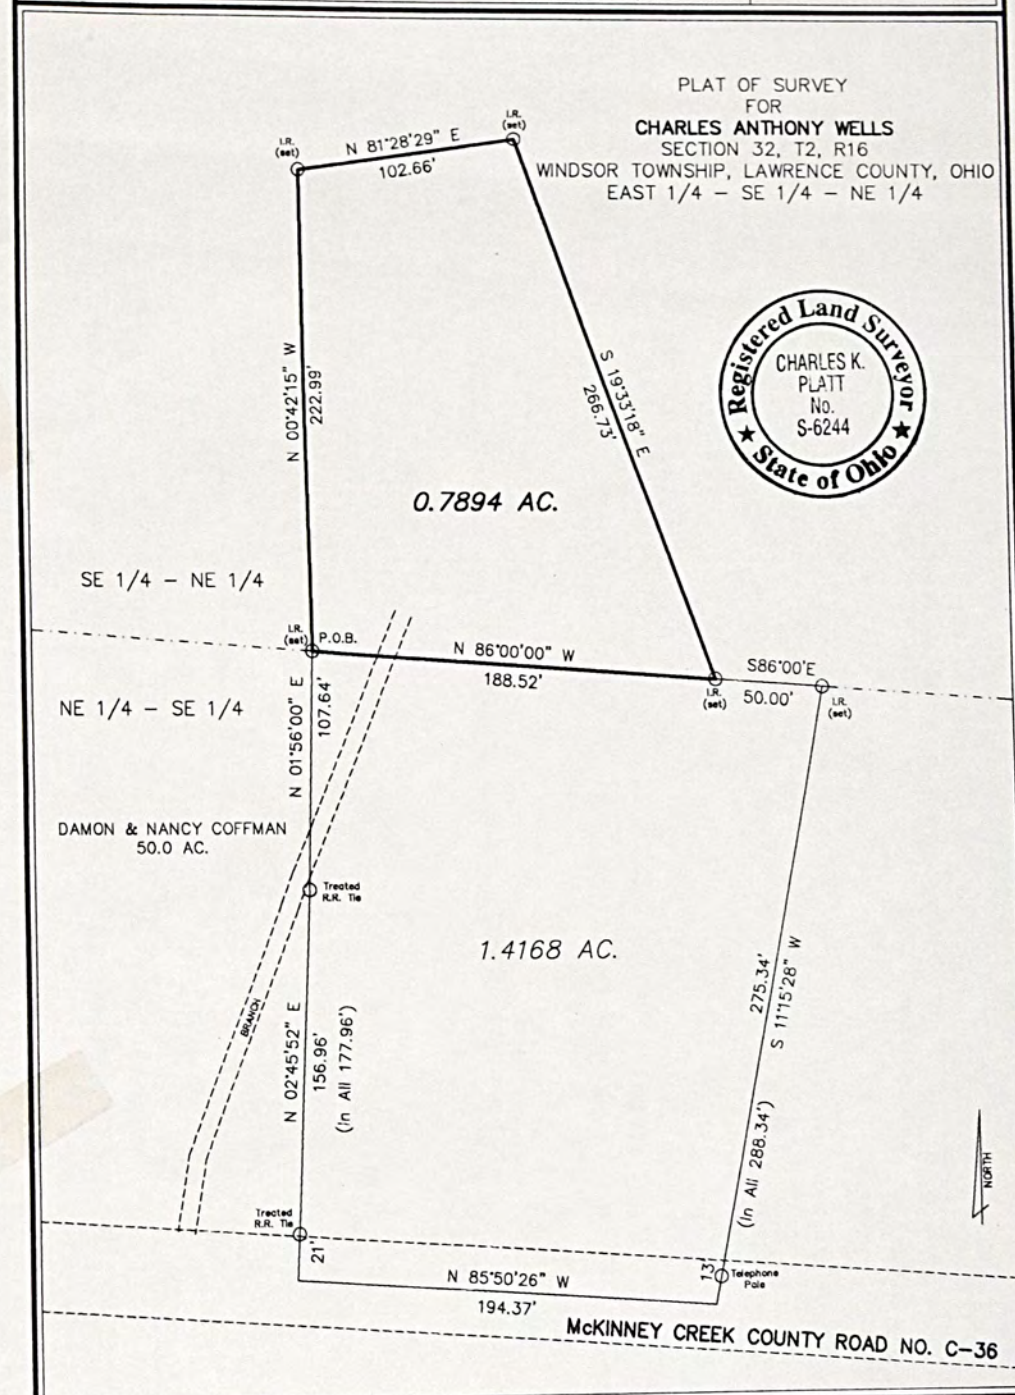 PLAT OF SURVEY
FOR
CHARLES ANTHONY WELLS
SECTION 32, T2, R16
WINDSOR TOWNSHIP, LAWRENCE COUNTY, OHIO
EAST 1/4 - SE 1/4 - NE 1/4
I.R.
(set)
N 81°28'29" E
102.66'
I.R.
(set)
Registered Land Surveyor
CHARLES K.
PLATT
No.
S-6244
★ State of Ohio ★
N 00°42'15" W
222.99'
S 19°33'18" E
266.73'
0.7894 AC.
SE 1/4 - NE 1/4
I.R.
(set)
P.O.B.
N 86°00'00" W
188.52'
I.R.
(set)
S86°00'E
50.00'
I.R.
(set)
NE 1/4 - SE 1/4
N 01°56'00" E
107.64'
DAMON & NANCY COFFMAN
50.0 AC.
Treated
R.R. Tie
1.4168 AC.
275.34'
S 11°15'28" W
(In All 288.34')
BRANCH
N 02°45'52" E
156.96'
(In All 177.96')
NORTH
Treated
R.R. Tie
21'
N 85°50'26" W
194.37'
13'
Telephone
Pole
McKINNEY CREEK COUNTY ROAD NO. C-36